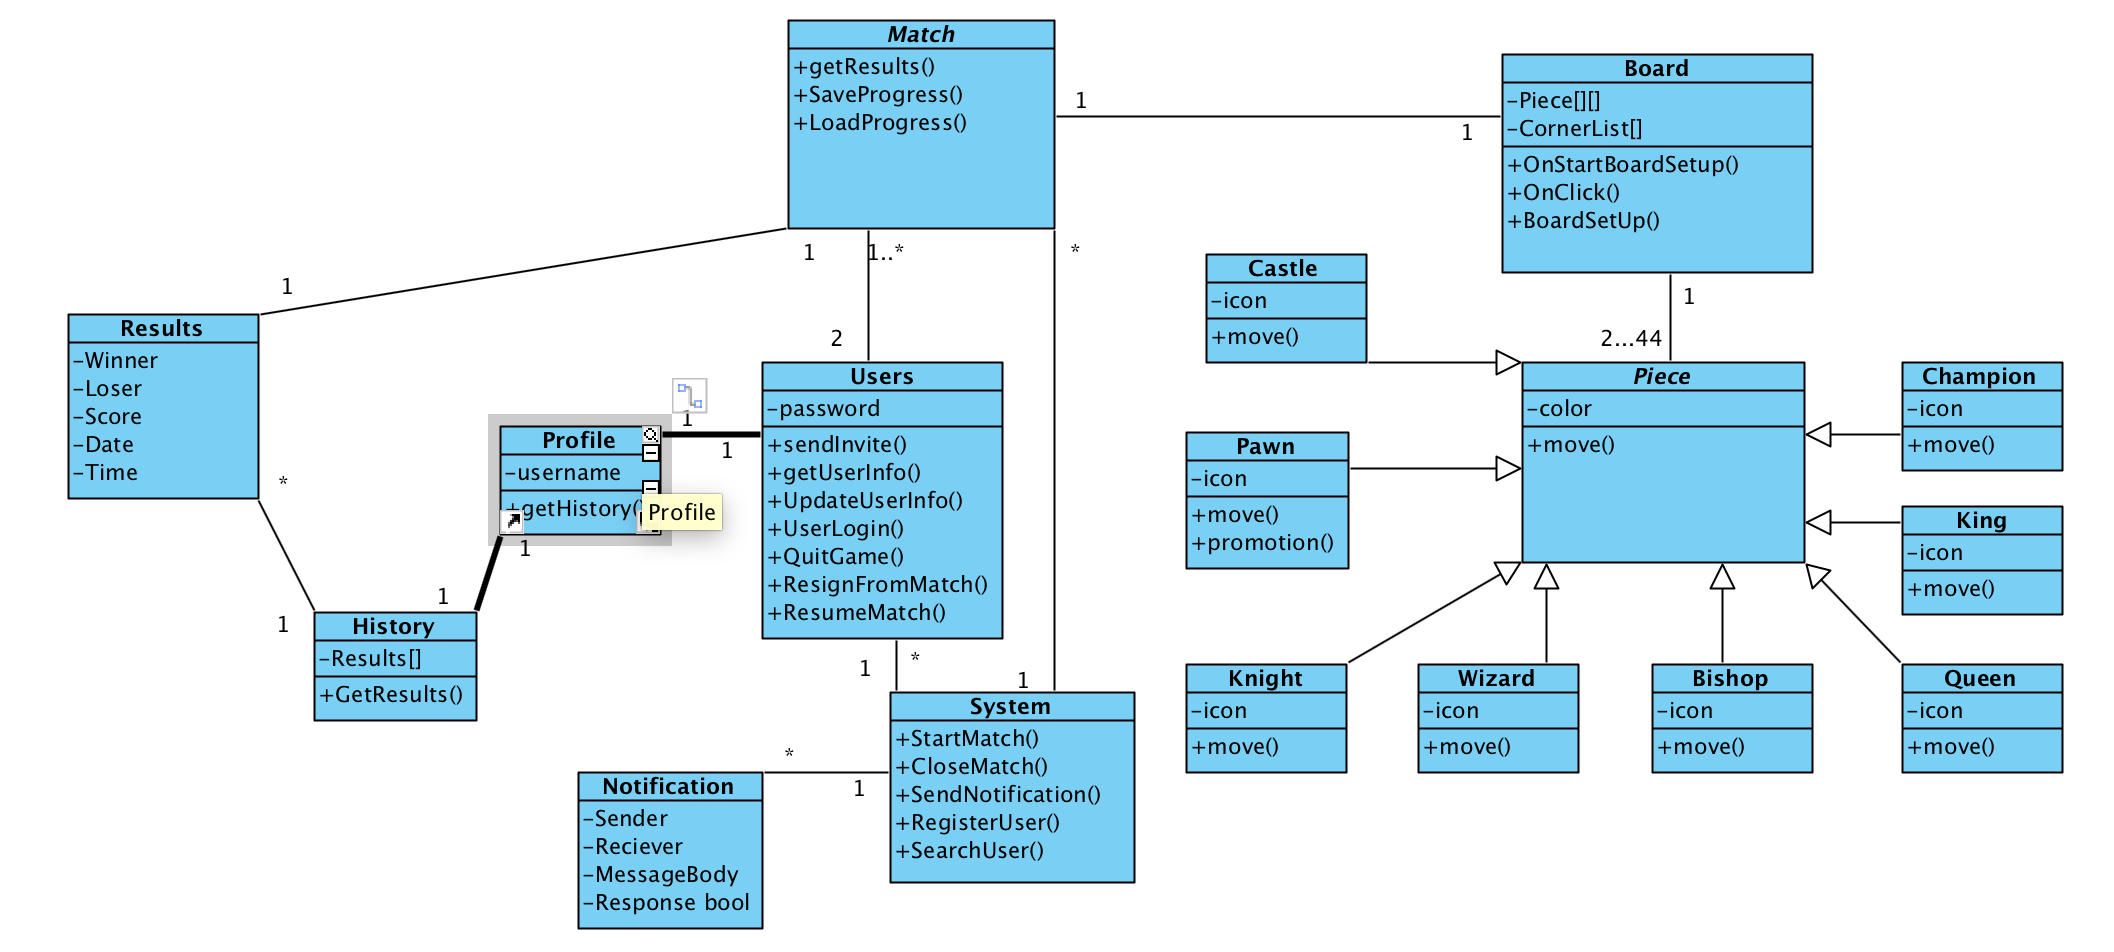 Match
+getResults()
+SaveProgress()
+LoadProgress()
Board
-Piece[][]
-CornerList[]
+OnStartBoardSetup()
+OnClick()
+BoardSetUp()
1
1
1
1..*
*
1
2
1
2...44
Castle
-icon
+move()
Results
-Winner
-Loser
-Score
-Date
-Time
*
1
Profile
-username
+getHistory()
Profile
1
1
1
1
Users
-password
+sendInvite()
+getUserInfo()
+UpdateUserInfo()
+UserLogin()
+QuitGame()
+ResignFromMatch()
+ResumeMatch()
Piece
-color
+move()
Champion
-icon
+move()
Pawn
-icon
+move()
+promotion()
King
-icon
+move()
History
-Results[]
+GetResults()
1
*
1
Knight
-icon
+move()
Wizard
-icon
+move()
Bishop
-icon
+move()
Queen
-icon
+move()
System
+StartMatch()
+CloseMatch()
+SendNotification()
+RegisterUser()
+SearchUser()
*
1
Notification
-Sender
-Reciever
-MessageBody
-Response bool